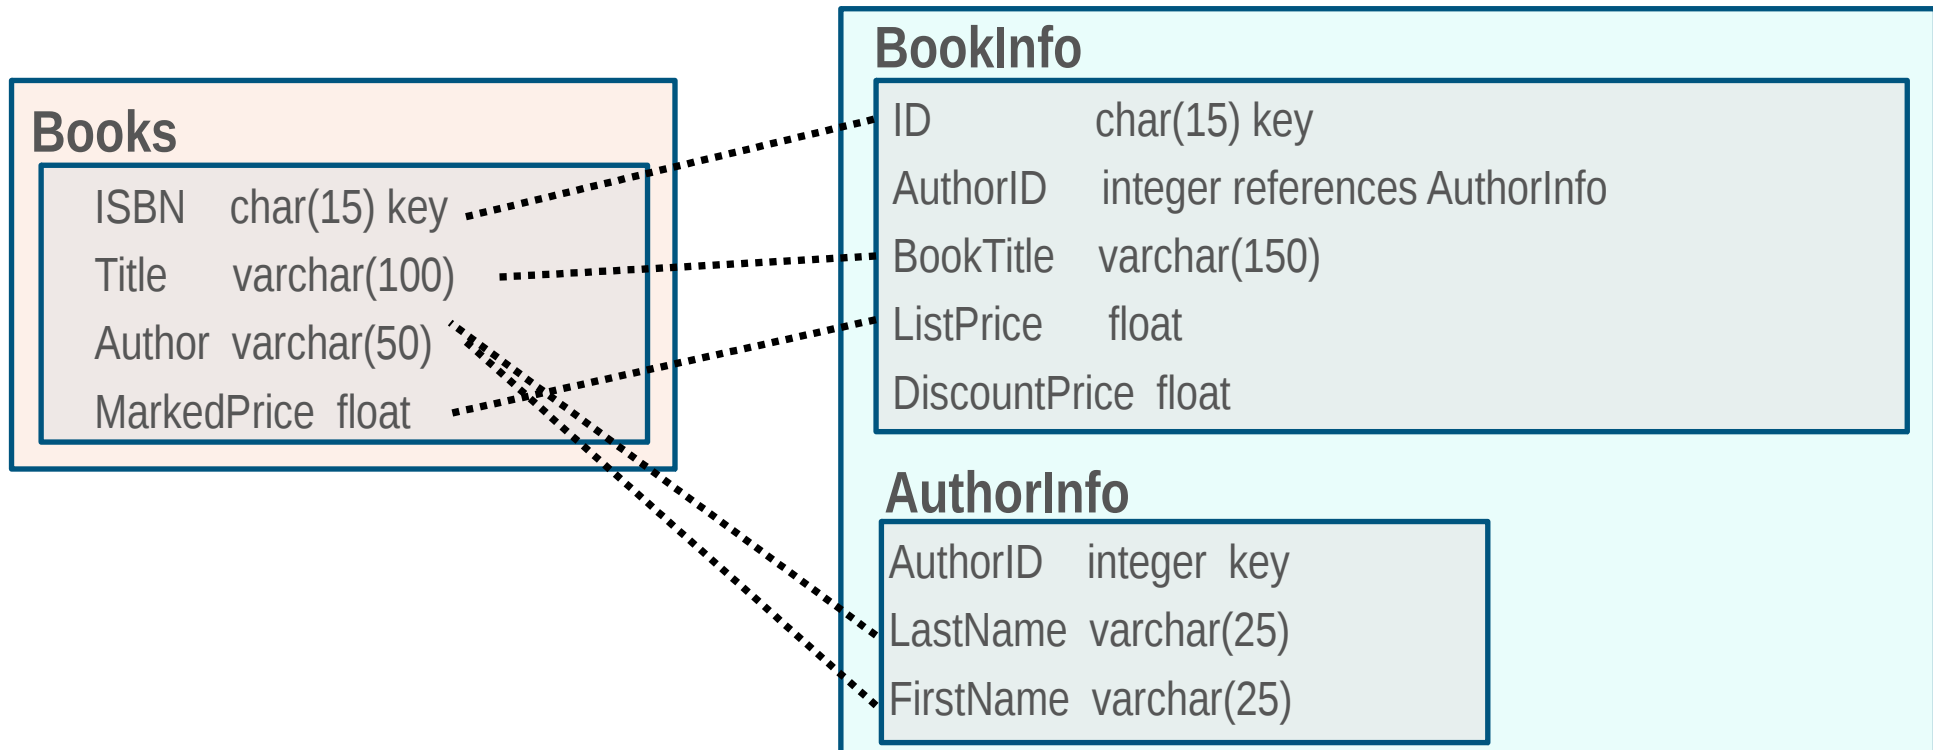 Books
ISBN char(15) key
Title varchar(100)
Author varchar(50)
MarkedPrice float
BookInfo
ID char(15) key
AuthorID integer references AuthorInfo
BookTitle varchar(150)
ListPrice float
DiscountPrice float
AuthorInfo
AuthorID integer key
LastName varchar(25)
FirstName varchar(25)